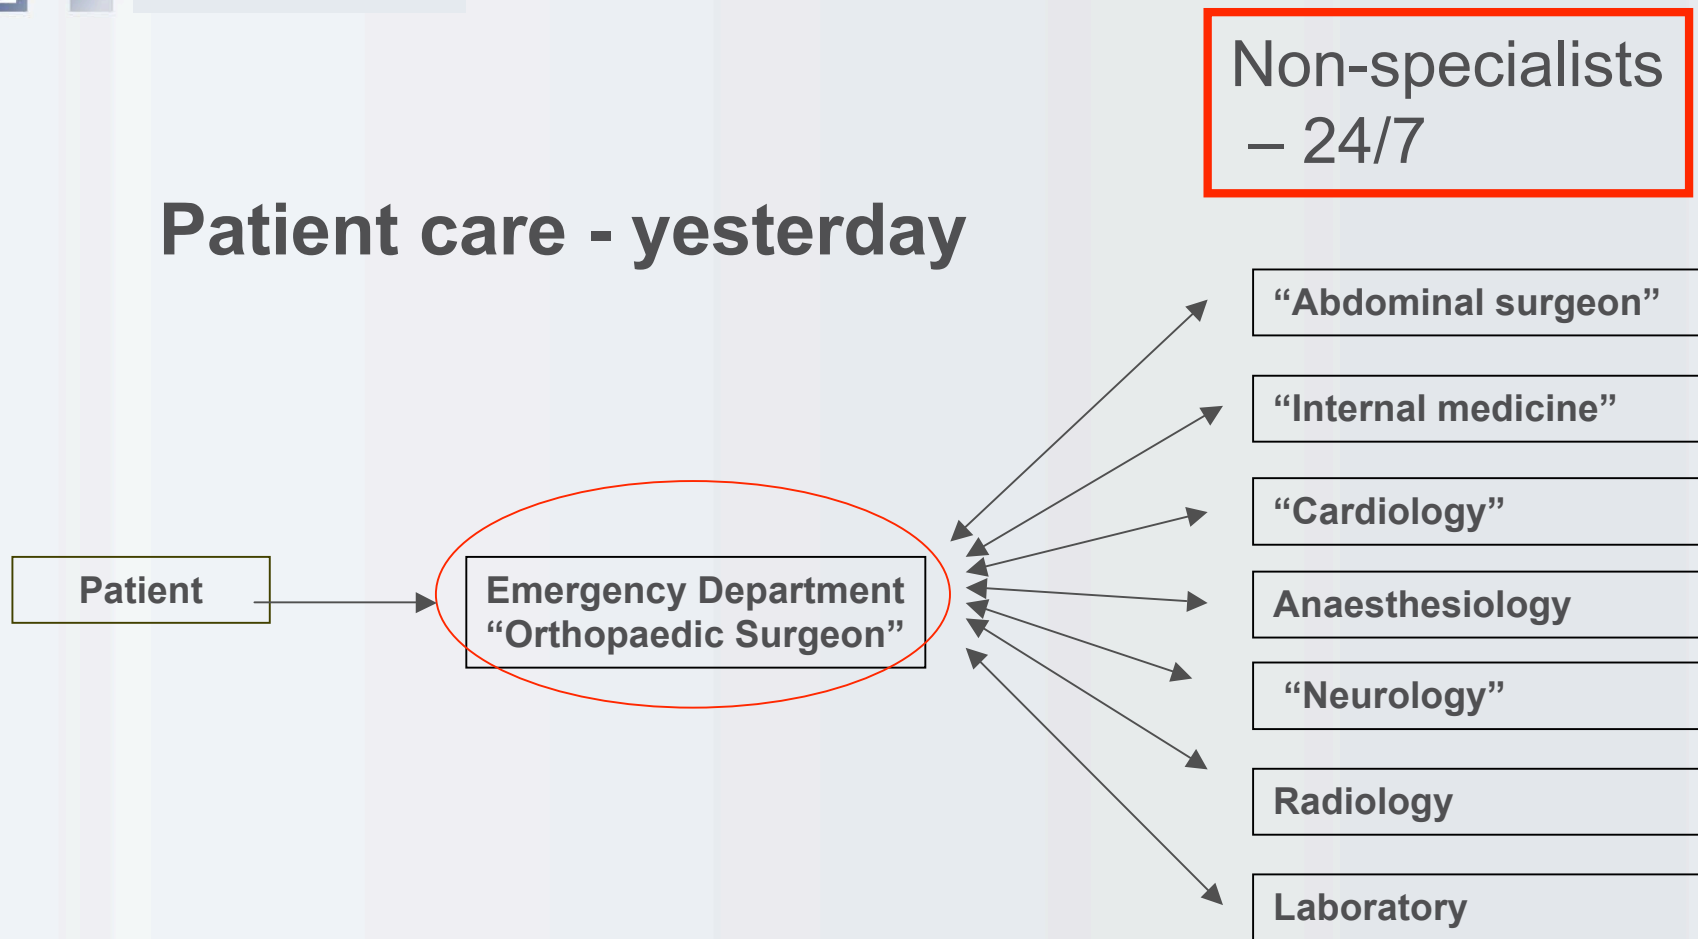 Non-specialists
– 24/7
Patient care - yesterday
“Abdominal surgeon”
“Internal medicine”
“Cardiology”
Patient
Emergency Department
“Orthopaedic Surgeon”
Anaesthesiology
“Neurology”
Radiology
Laboratory